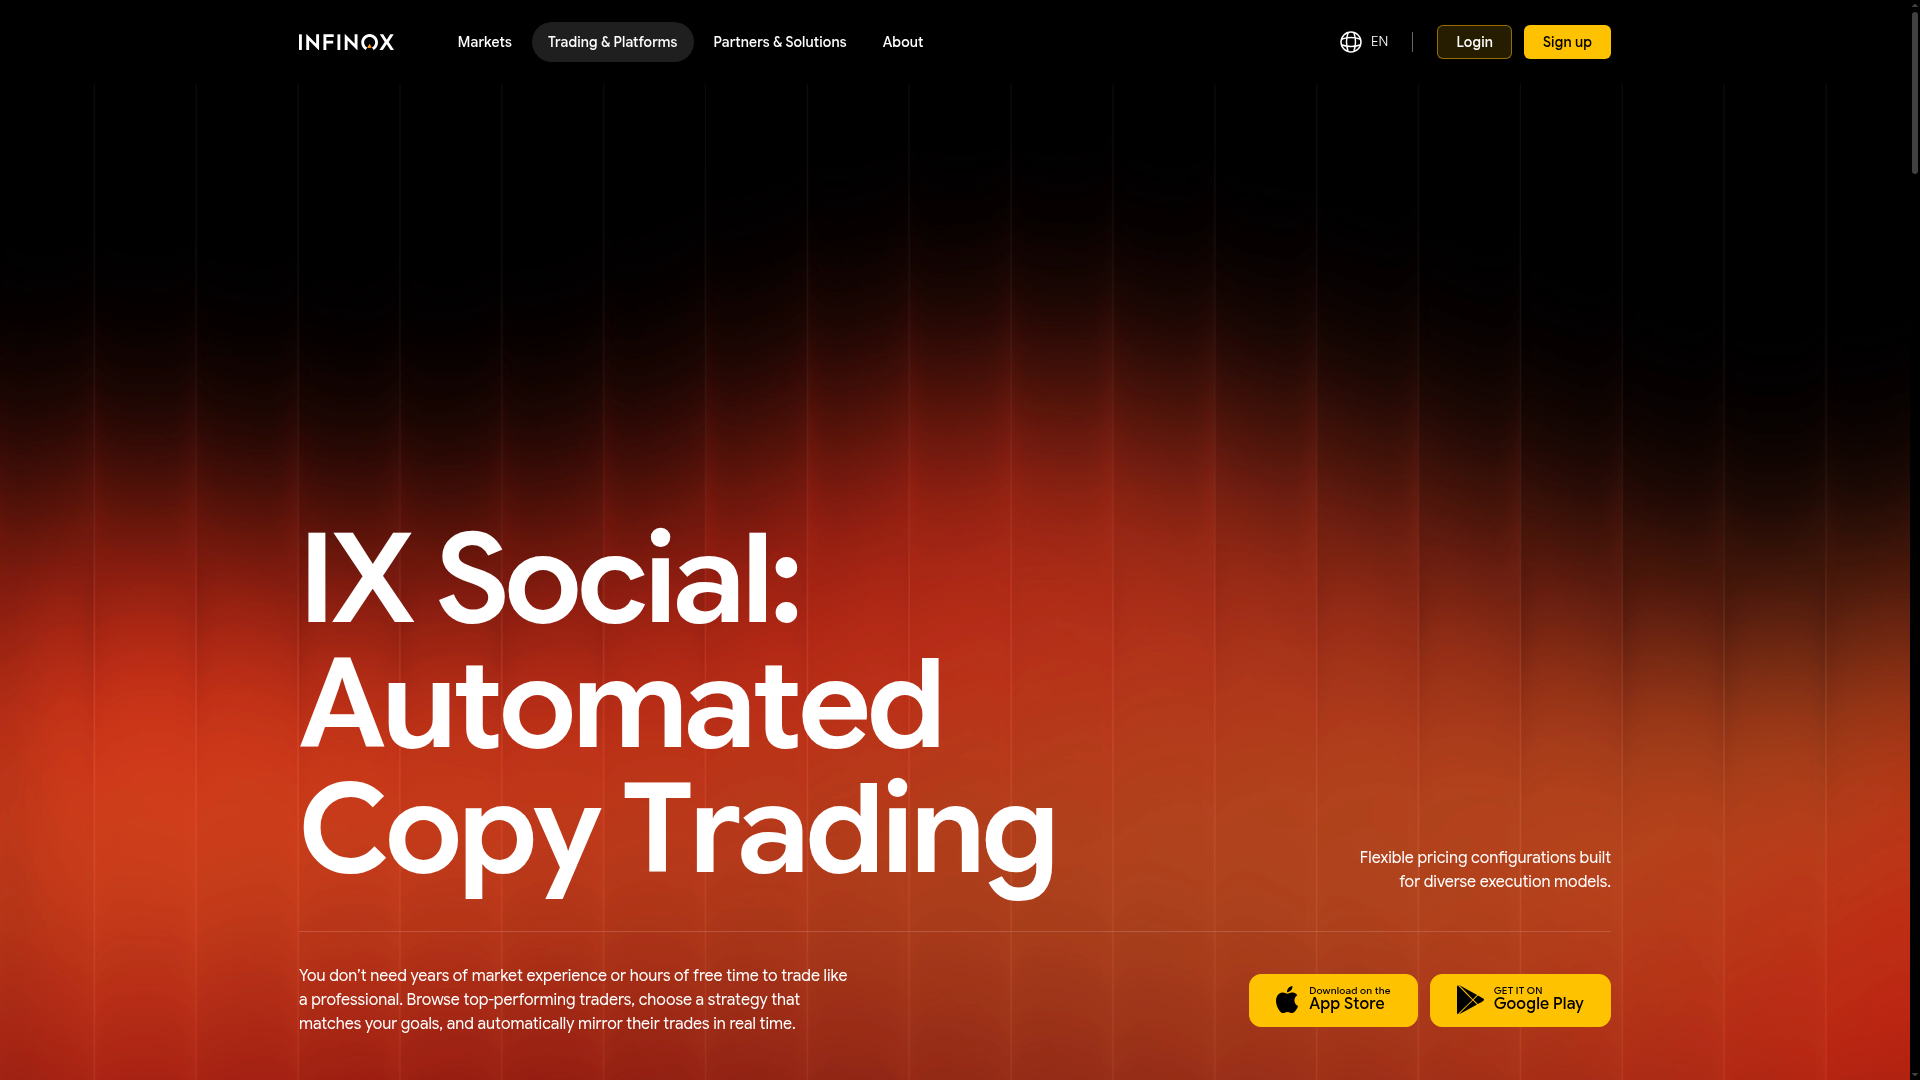 INFINOX
Markets
Trading & Platforms
Partners & Solutions
About
EN
Login
Sign up
IX Social:
Automated
Copy Trading
Flexible pricing configurations built
for diverse execution models.
You don’t need years of market experience or hours of free time to trade like
a professional. Browse top-performing traders, choose a strategy that
matches your goals, and automatically mirror their trades in real time.
Download on the
App Store
GET IT ON
Google Play